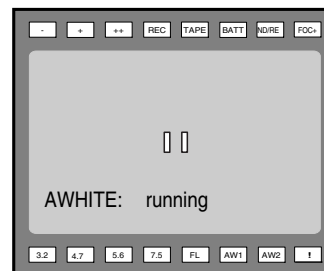 - + ++ REC TAPE BATT ND/RE FOC+
AWHITE: running
3.2 4.7 5.6 7.5 FL AW1 AW2 !